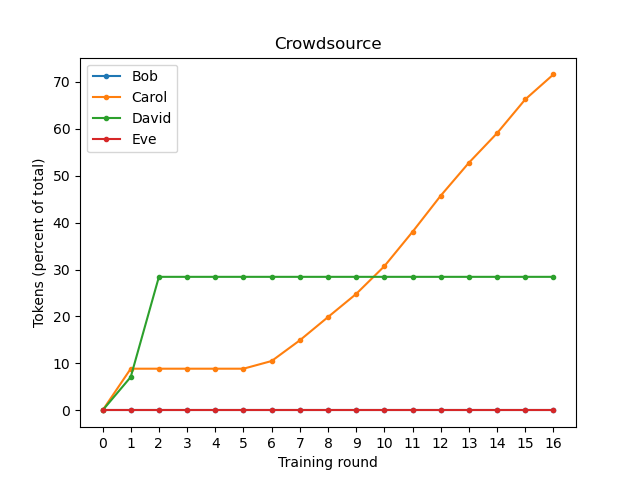 Crowdsource
Bob
Carol
David
Eve
Tokens (percent of total)
70
60
50
40
30
20
10
0
0 1 2 3 4 5 6 7 8 9 10 11 12 13 14 15 16
Training round